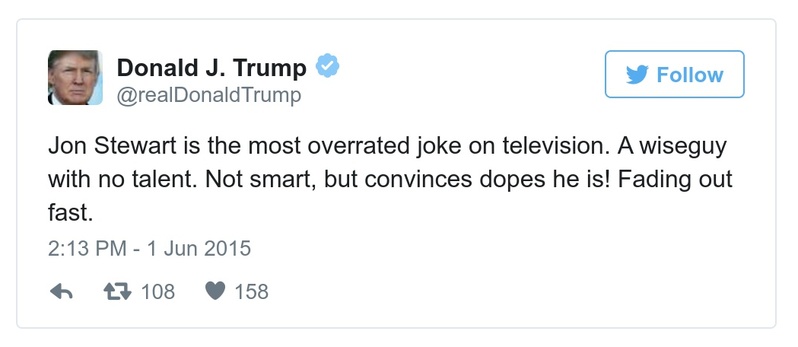 Donald J. Trump
@realDonaldTrump
Follow
Jon Stewart is the most overrated joke on television. A wiseguy
with no talent. Not smart, but convinces dopes he is! Fading out
fast.
2:13 PM - 1 Jun 2015
108 158